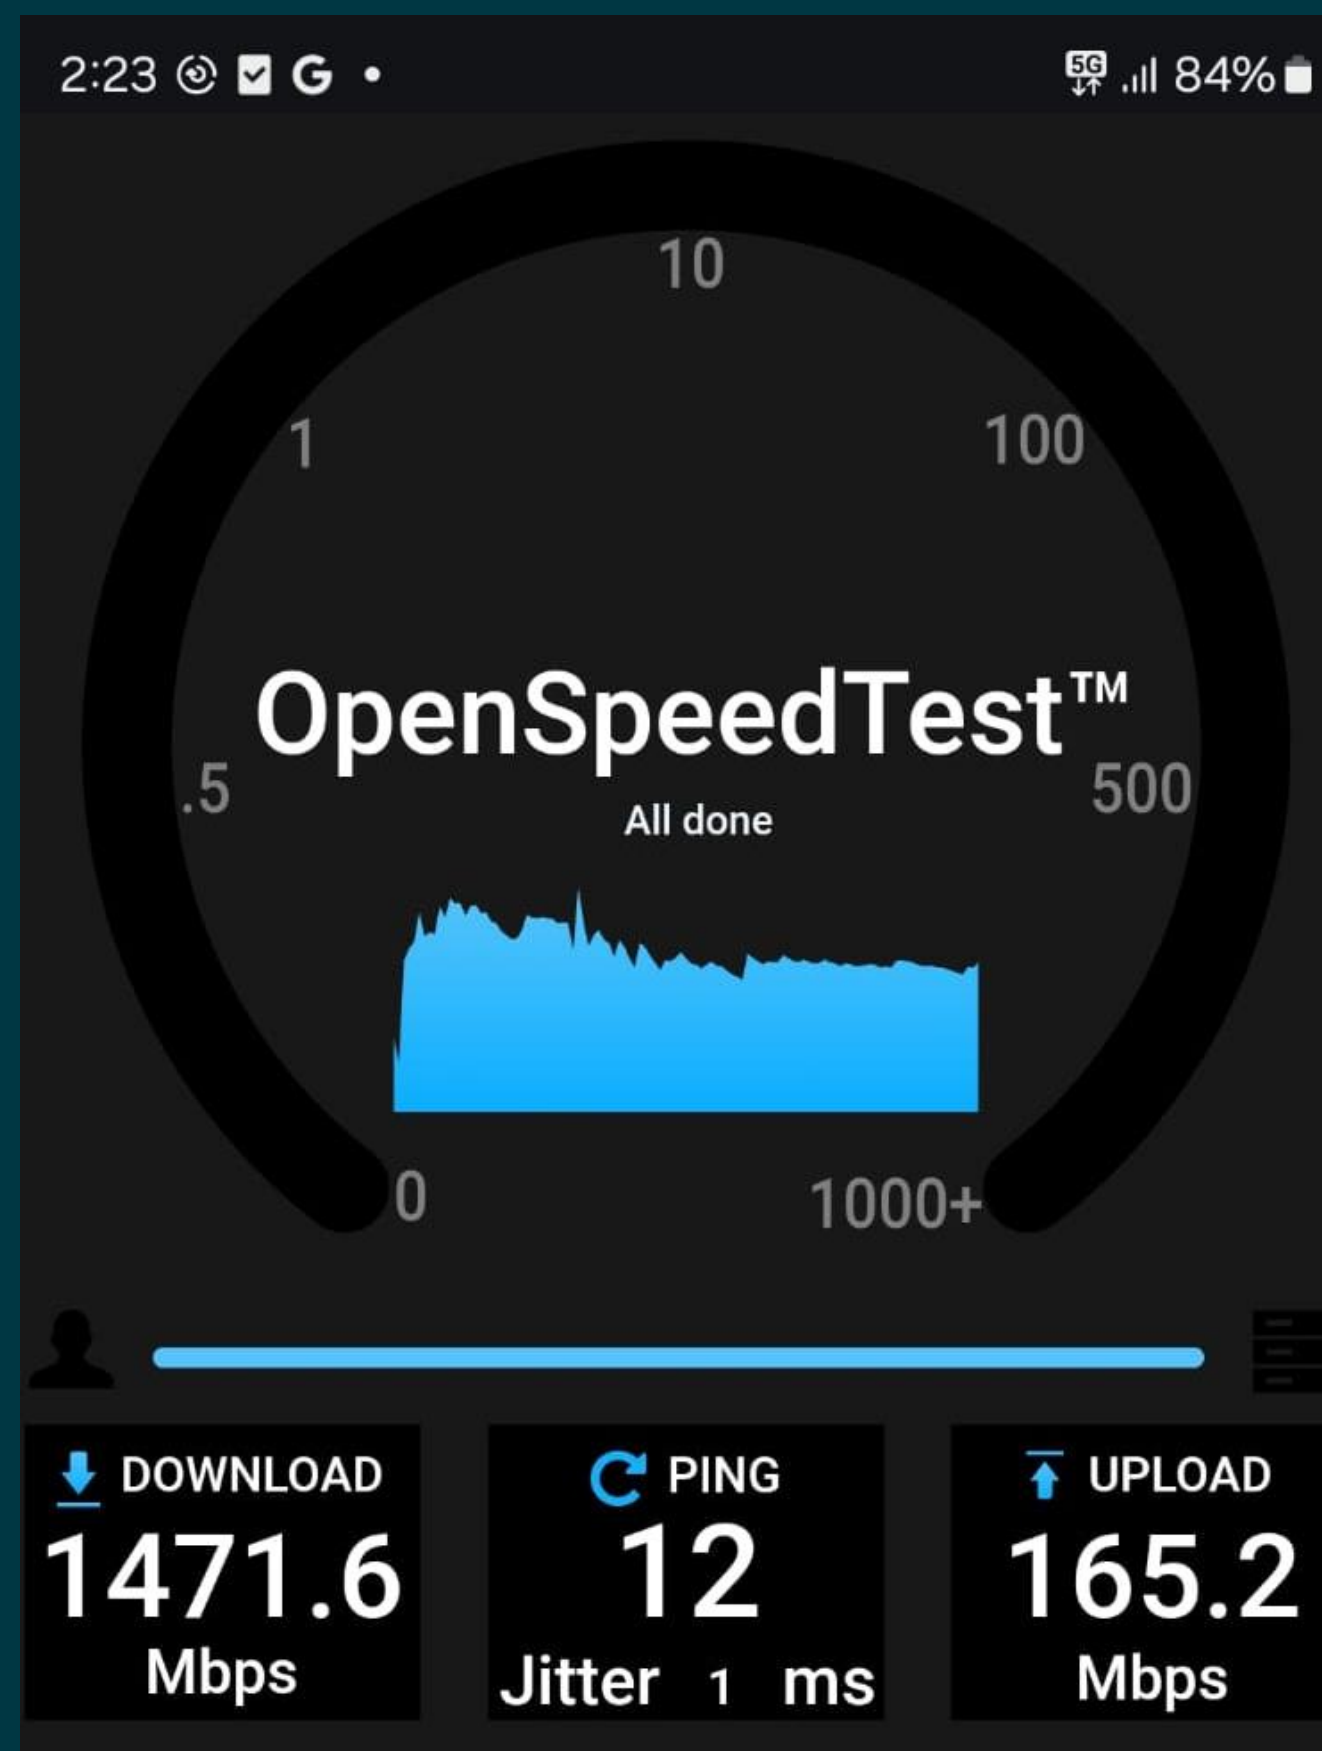 2:23 G
5G 84%
10
1
100
OpenSpeedTest™
.5
500
All done
0
1000+
DOWNLOAD
1471.6
Mbps
PING
12
Jitter 1 ms
UPLOAD
165.2
Mbps